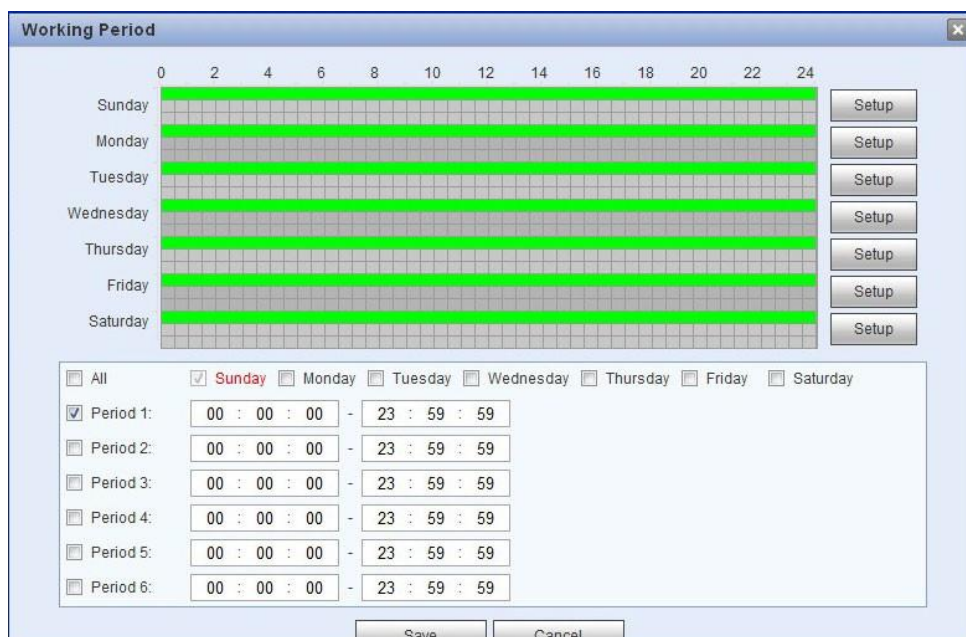 Working Period
0 2 4 6 8 10 12 14 16 18 20 22 24
Sunday Setup
Monday Setup
Tuesday Setup
Wednesday Setup
Thursday Setup
Friday Setup
Saturday Setup
All Sunday Monday Tuesday Wednesday Thursday Friday Saturday
Period 1: 00 : 00 : 00 - 23 : 59 : 59
Period 2: 00 : 00 : 00 - 23 : 59 : 59
Period 3: 00 : 00 : 00 - 23 : 59 : 59
Period 4: 00 : 00 : 00 - 23 : 59 : 59
Period 5: 00 : 00 : 00 - 23 : 59 : 59
Period 6: 00 : 00 : 00 - 23 : 59 : 59
Save Cancel